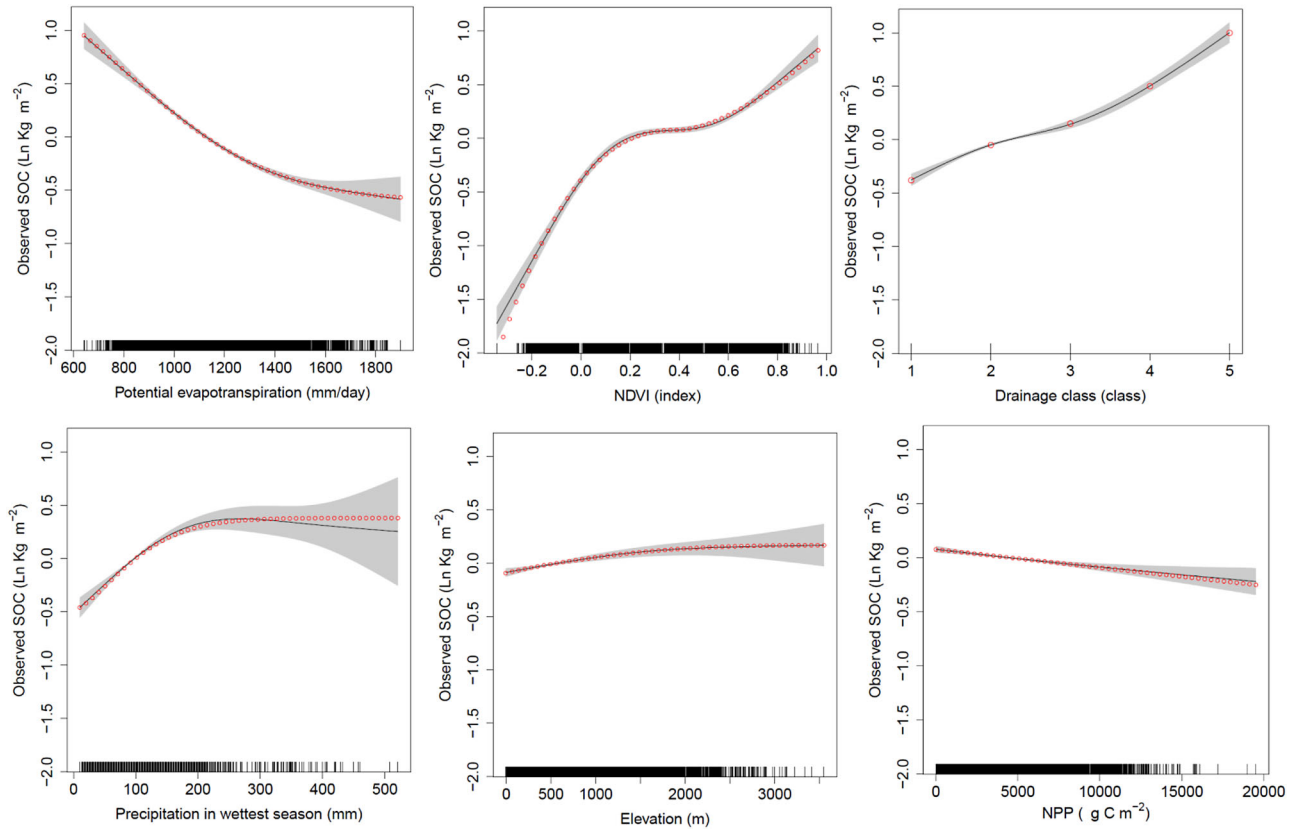 Observed SOC (Ln Kg m−2)
1.0
0.5
0.0
−0.5
−1.0
−1.5
−2.0
600 800 1000 1200 1400 1600 1800
Potential evapotranspiration (mm/day)
Observed SOC (Ln Kg m−2)
1.0
0.5
0.0
−0.5
−1.0
−1.5
−2.0
−0.2 0.0 0.2 0.4 0.6 0.8 1.0
NDVI (index)
Observed SOC (Ln Kg m−2)
1.0
0.5
0.0
−0.5
−1.0
−1.5
−2.0
1 2 3 4 5
Drainage class (class)
Observed SOC (Ln Kg m−2)
1.0
0.5
0.0
−0.5
−1.0
−1.5
−2.0
0 100 200 300 400 500
Precipitation in wettest season (mm)
Observed SOC (Ln Kg m−2)
1.0
0.5
0.0
−0.5
−1.0
−1.5
−2.0
0 500 1000 2000 3000
Elevation (m)
Observed SOC (Ln Kg m−2)
1.0
0.5
0.0
−0.5
−1.0
−1.5
−2.0
0 5000 10000 15000 20000
NPP ( g C m−2)